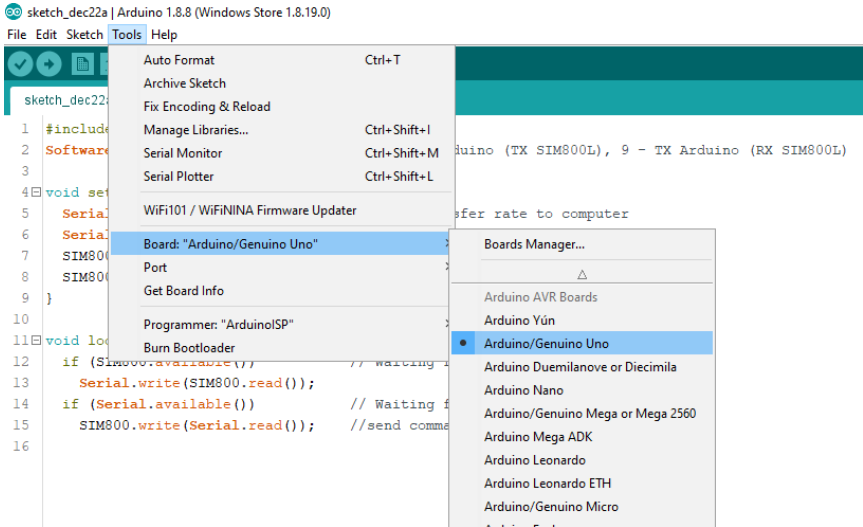 sketch_dec22a | Arduino 1.8.8 (Windows Store 1.8.19.0)
File Edit Sketch Tools Help
sketch_dec22
Auto Format Ctrl+T
Archive Sketch
Fix Encoding & Reload
Manage Libraries... Ctrl+Shift+I
Serial Monitor Ctrl+Shift+M
Serial Plotter Ctrl+Shift+L
WiFi101 / WiFiNINA Firmware Updater
Board: "Arduino/Genuino Uno"
Port
Get Board Info
Programmer: "ArduinoISP"
Burn Bootloader
Boards Manager...
Arduino AVR Boards
Arduino Yún
Arduino/Genuino Uno
Arduino Duemilanove or Diecimila
Arduino Nano
Arduino/Genuino Mega or Mega 2560
Arduino Mega ADK
Arduino Leonardo
Arduino Leonardo ETH
Arduino/Genuino Micro
1 #include
2 Software duino (TX SIM800L), 9 - TX Arduino (RX SIM800L)
3
4 void set
5 Serial sfer rate to computer
6 Serial
7 SIM80
8 SIM80
9 }
10
11 void loo
12 if (SIM800.available()) // Waiting f
13 Serial.write(SIM800.read());
14 if (Serial.available()) // Waiting f
15 SIM800.write(Serial.read()); //send comma
16